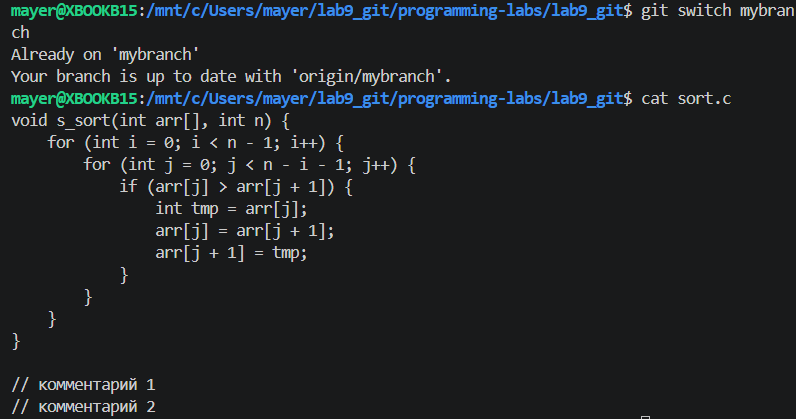 mayer@XBOOKB15:/mnt/c/Users/mayer/lab9_git/programming-labs/lab9_git$ git switch mybran
ch
Already on 'mybranch'
Your branch is up to date with 'origin/mybranch'.
mayer@XBOOKB15:/mnt/c/Users/mayer/lab9_git/programming-labs/lab9_git$ cat sort.c
void s_sort(int arr[], int n) {
    for (int i = 0; i < n - 1; i++) {
        for (int j = 0; j < n - i - 1; j++) {
            if (arr[j] > arr[j + 1]) {
                int tmp = arr[j];
                arr[j] = arr[j + 1];
                arr[j + 1] = tmp;
            }
        }
    }
}

// комментарий 1
// комментарий 2